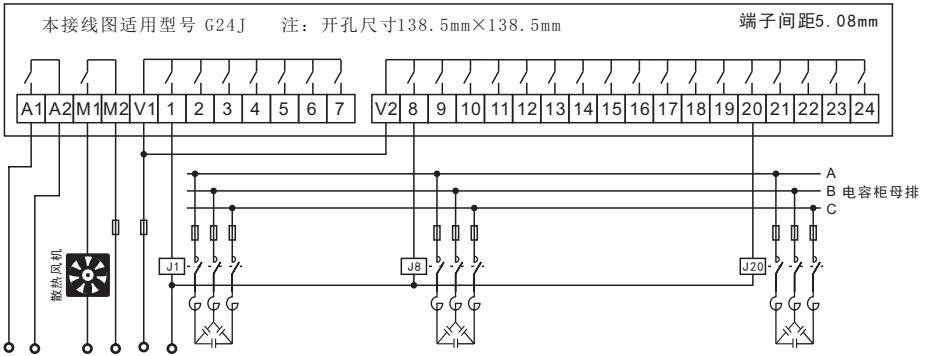 本接线图适用型号 G24J 注：开孔尺寸138.5mm×138.5mm 端子间距5.08mm
A1 A2 M1 M2 V1 1 2 3 4 5 6 7 V2 8 9 10 11 12 13 14 15 16 17 18 19 20 21 22 23 24
A
B 电容柜母排
C
散热风机
J1 J8 J20